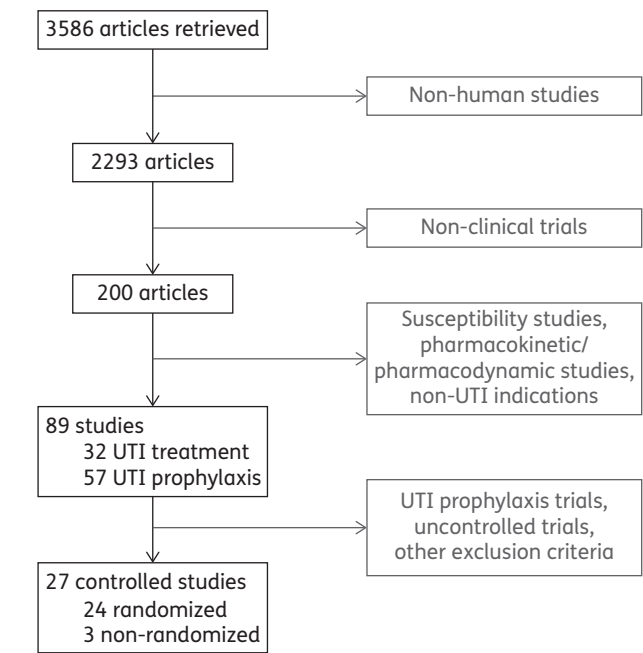 3586 articles retrieved
Non-human studies
2293 articles
Non-clinical trials
200 articles
Susceptibility studies,
pharmacokinetic/
pharmacodynamic studies,
non-UTI indications
89 studies
32 UTI treatment
57 UTI prophylaxis
UTI prophylaxis trials,
uncontrolled trials,
other exclusion criteria
27 controlled studies
24 randomized
3 non-randomized